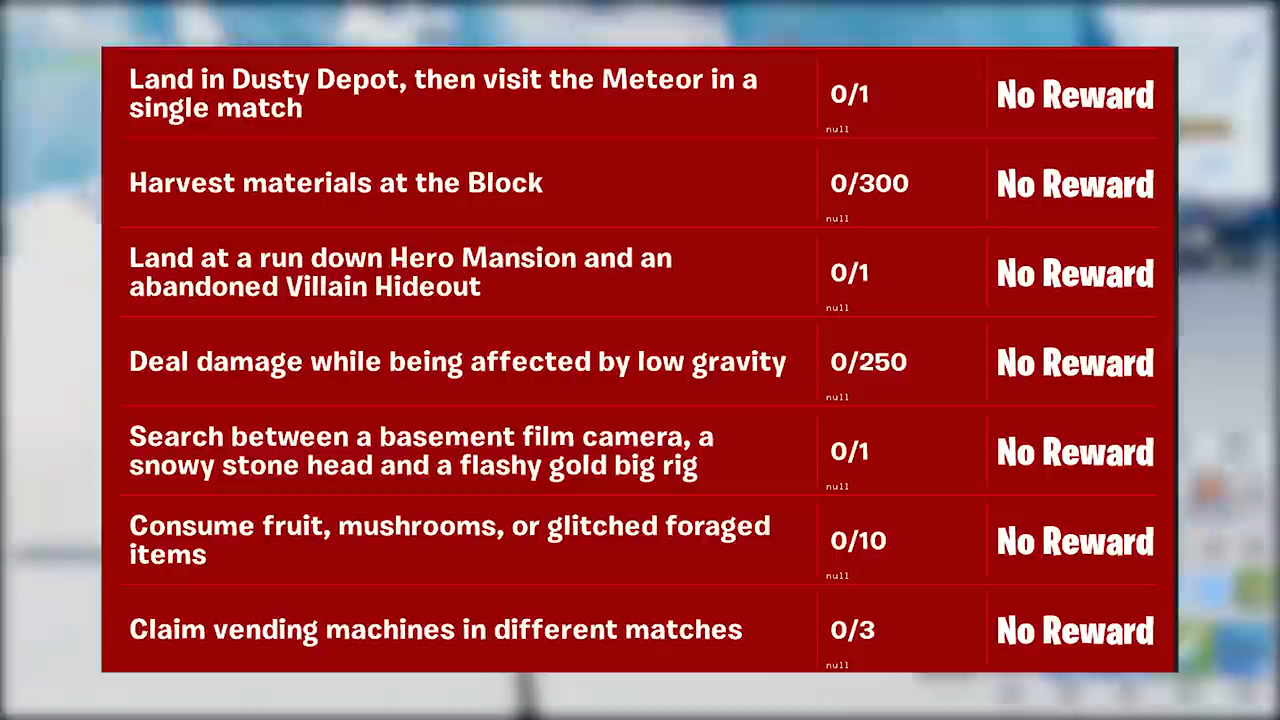 Land in Dusty Depot, then visit the Meteor in a
single match
0/1
null
No Reward
Harvest materials at the Block
0/300
null
No Reward
Land at a run down Hero Mansion and an
abandoned Villain Hideout
0/1
null
No Reward
Deal damage while being affected by low gravity
0/250
null
No Reward
Search between a basement film camera, a
snowy stone head and a flashy gold big rig
0/1
null
No Reward
Consume fruit, mushrooms, or glitched foraged
items
0/10
null
No Reward
Claim vending machines in different matches
0/3
null
No Reward